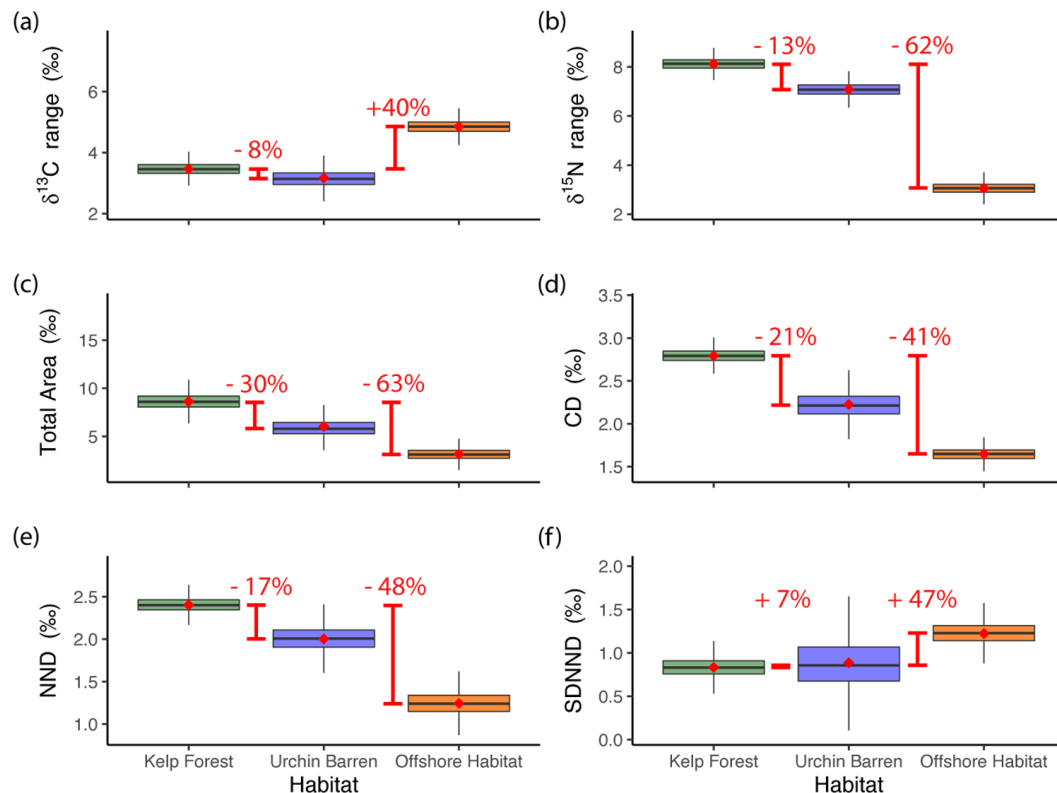 (a)
δ¹³C range (‰)
6
4
2
- 8%
+40%
(b)
δ¹⁵N range (‰)
8
6
4
2
- 13%
- 62%
(c)
Total Area (‰)
15
10
5
- 30%
- 63%
(d)
CD (‰)
3.5
3.0
2.5
2.0
1.5
- 21%
- 41%
(e)
NND (‰)
2.5
2.0
1.5
1.0
- 17%
- 48%
Kelp Forest Urchin Barren Offshore Habitat
Habitat
(f)
SDNND (‰)
2.0
1.5
1.0
0.5
0.0
+ 7%
+ 47%
Kelp Forest Urchin Barren Offshore Habitat
Habitat